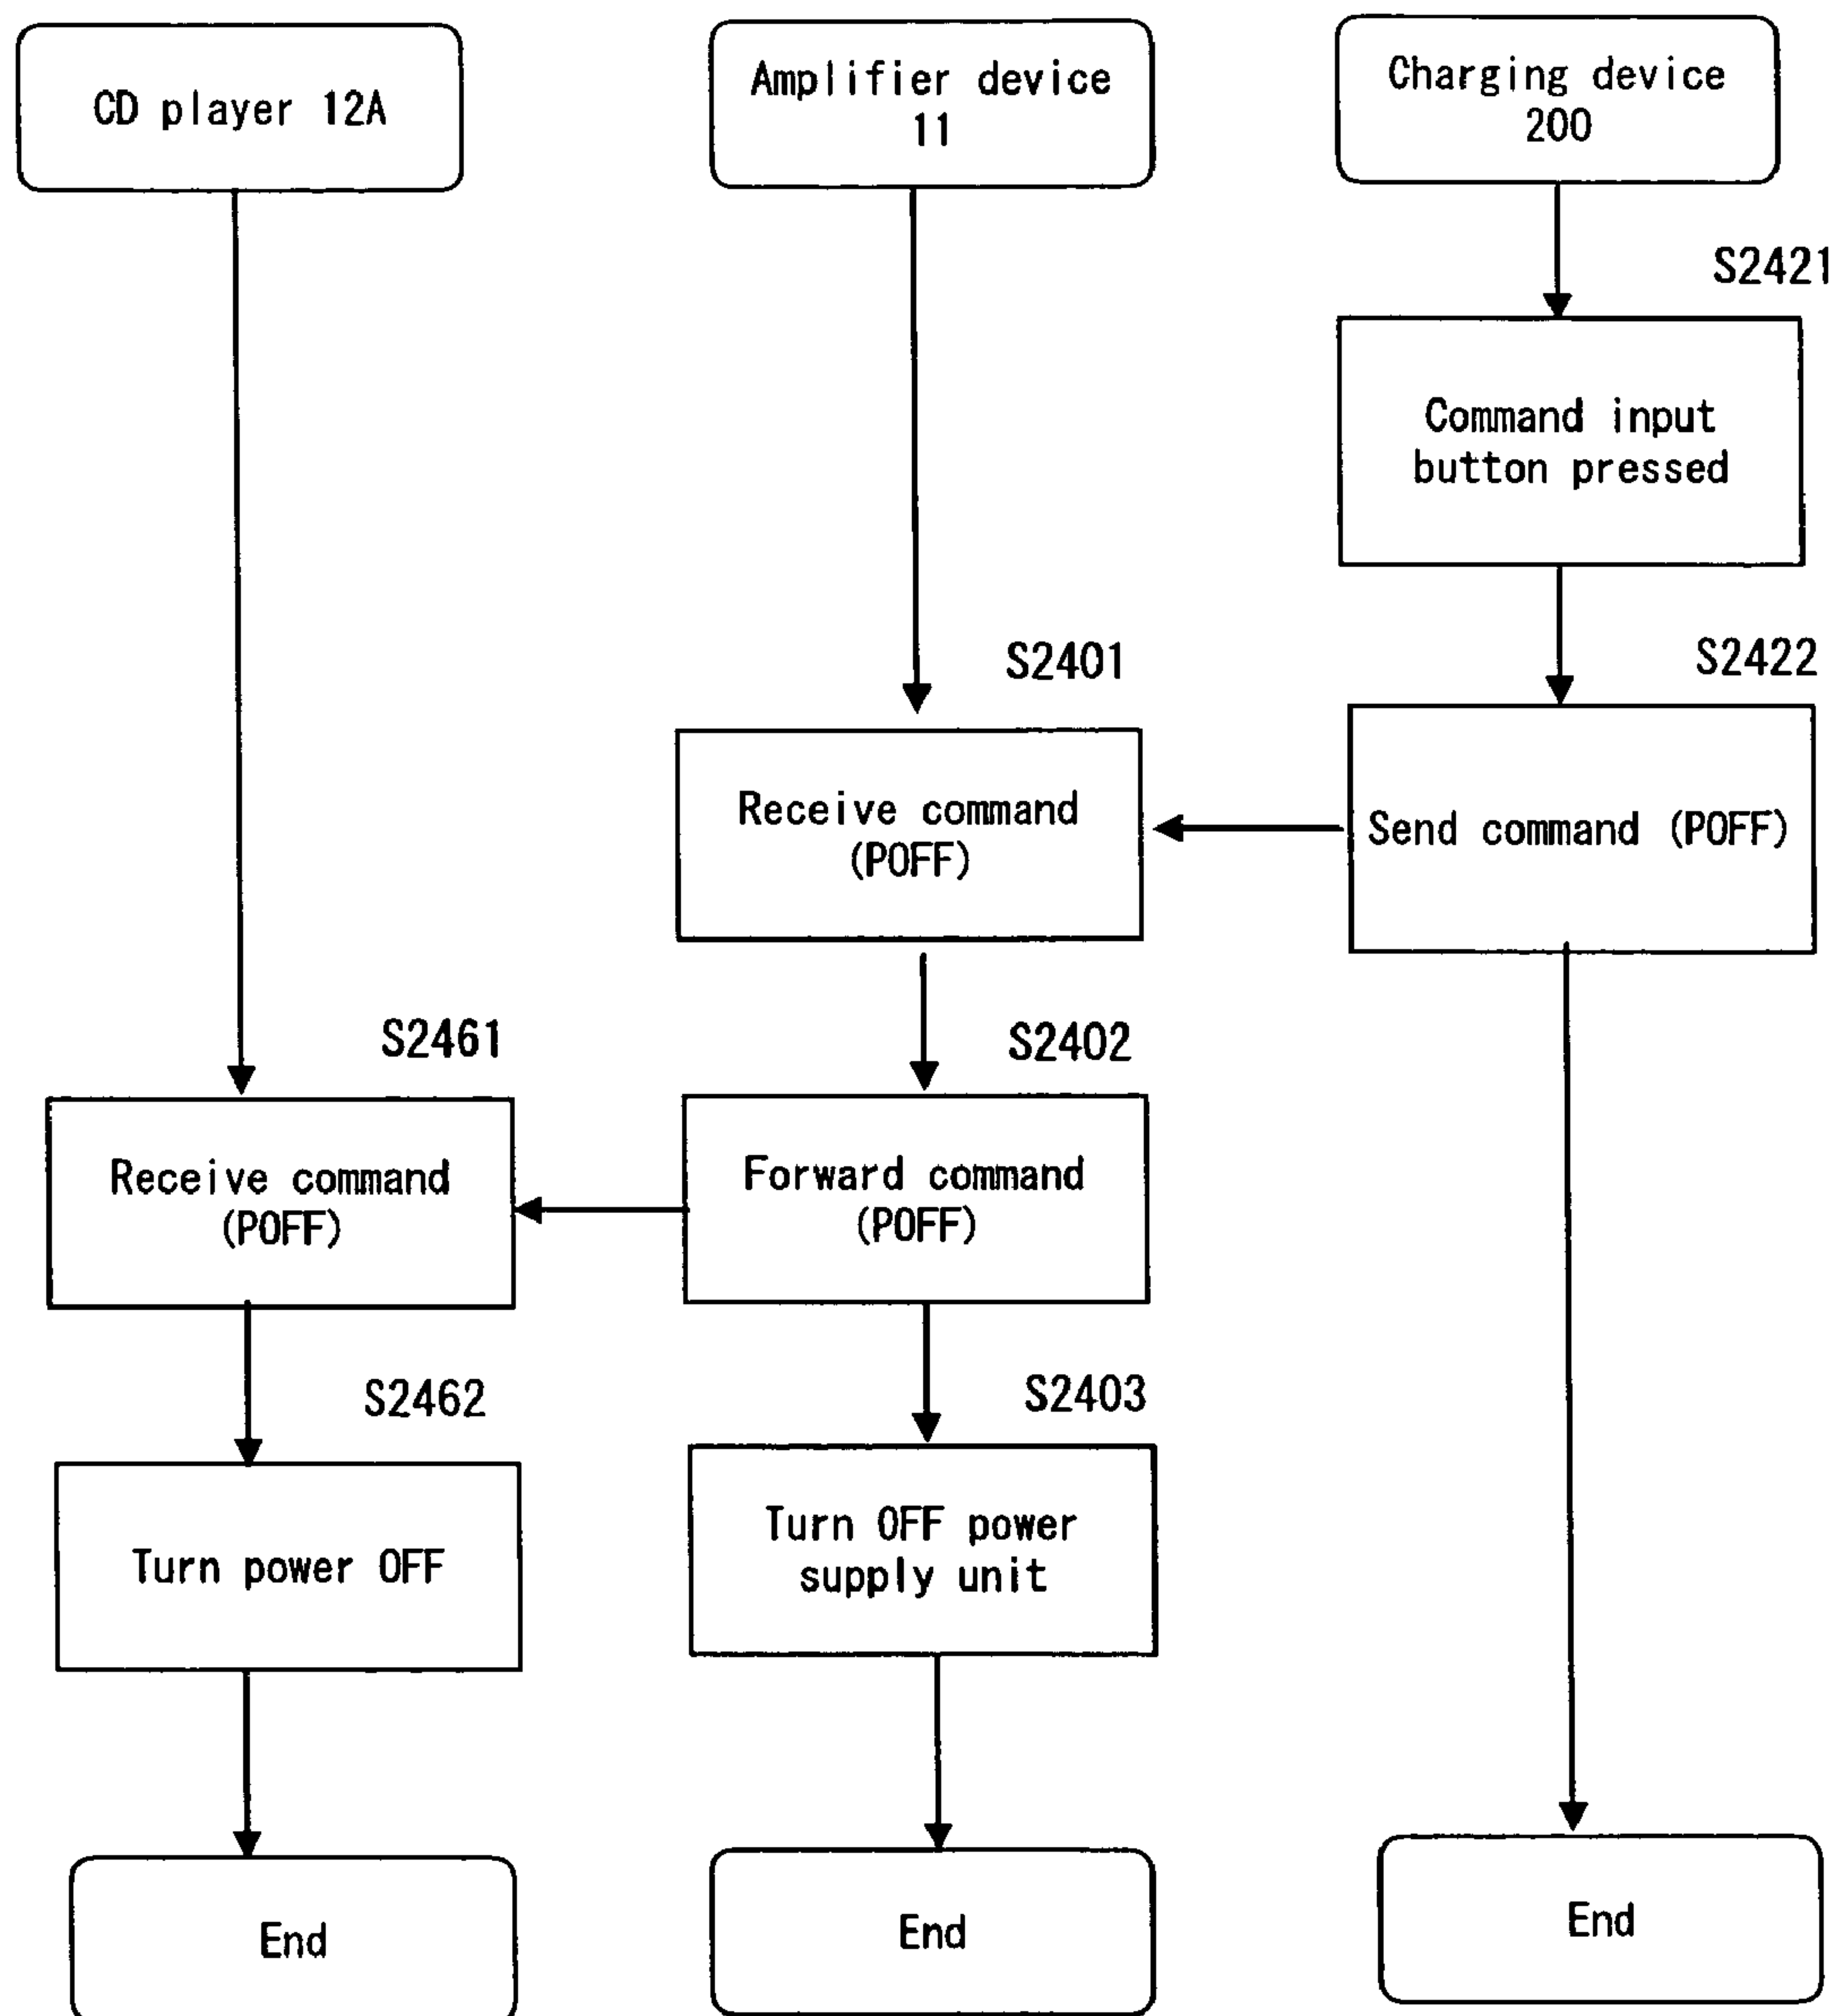 CD player 12A
Amplifier device
11
Charging device
200
S2421
Command input
button pressed
S2401
S2422
Receive command
(POFF)
Send command (POFF)
S2461
S2402
Receive command
(POFF)
Forward command
(POFF)
S2462
S2403
Turn power OFF
Turn OFF power
supply unit
End
End
End